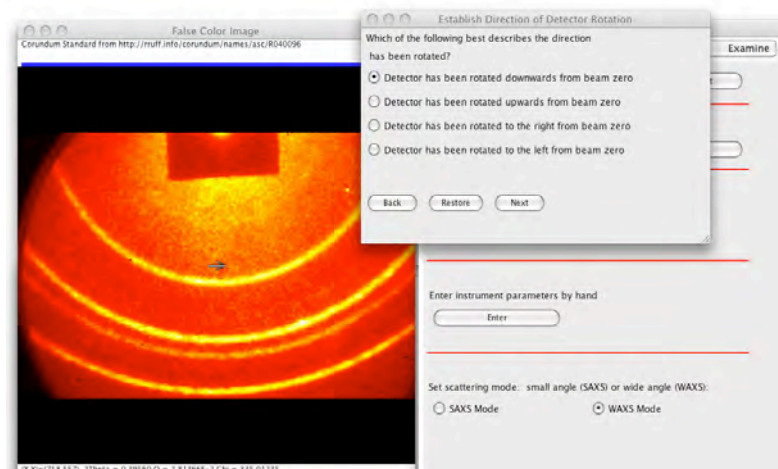 False Color Image
Corundum Standard from http://rruff.info/corundum/names/asc/R040096
Establish Direction of Detector Rotation
Which of the following best describes the direction
has been rotated?
Detector has been rotated downwards from beam zero
Detector has been rotated upwards from beam zero
Detector has been rotated to the right from beam zero
Detector has been rotated to the left from beam zero
Back Restore Next
Examine
Enter instrument parameters by hand
Enter
Set scattering mode: small angle (SAXS) or wide angle (WAXS):
SAXS Mode WAXS Mode